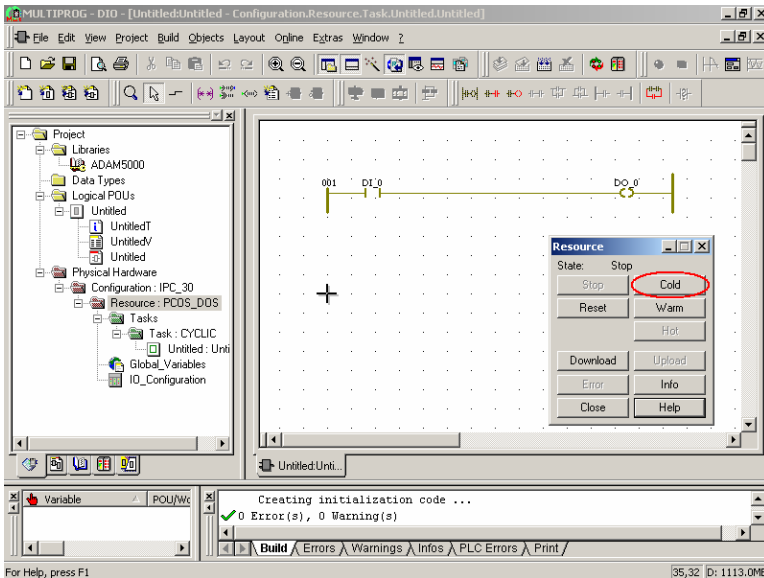 MULTIPROG - DIO - [Untitled:Untitled - Configuration.Resource.Task.Untitled.Untitled]
File Edit View Project Build Objects Layout Online Extras Window ?
Project
Libraries
ADAM5000
Data Types
Logical POUs
Untitled
UntitledT
UntitledV
Untitled
Physical Hardware
Configuration : IPC_30
Resource : PCOS_DOS
Tasks
Task : CYCLIC
Untitled : Unti
Global_Variables
IO_Configuration
001 DI_0 DO_0
Resource
State: Stop
Stop Cold
Reset Warm
Hot
Download Upload
Error Info
Close Help
Untitled:Unti...
Variable POU/Wo
Creating initialization code ...
0 Error(s), 0 Warning(s)
Build Errors Warnings Infos PLC Errors Print
For Help, press F1 35,32 D: 1113.0MB